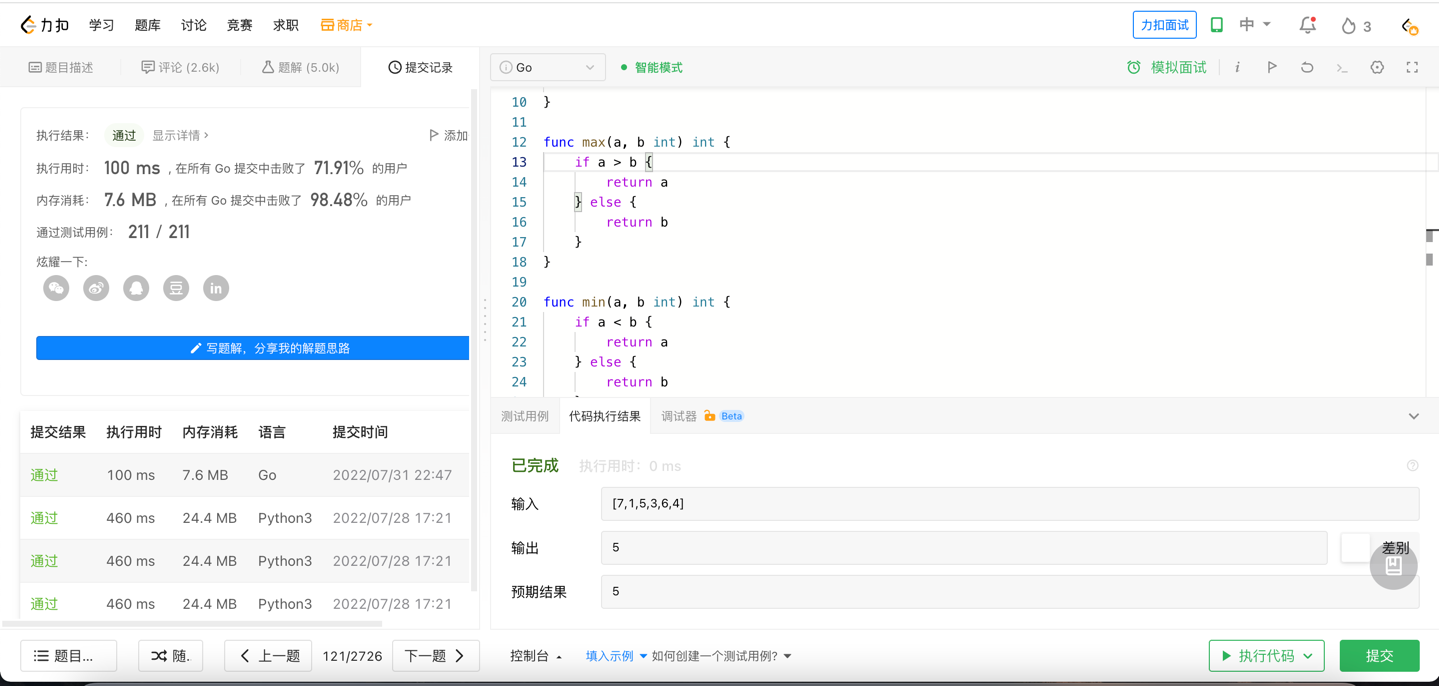 力扣 学习 题库 讨论 竞赛 求职 商店 力扣面试 中 3
题目描述 评论 (2.6k) 题解 (5.0k) 提交记录
执行结果： 通过 显示详情 > 添加
执行用时： 100 ms , 在所有 Go 提交中击败了 71.91% 的用户
内存消耗： 7.6 MB , 在所有 Go 提交中击败了 98.48% 的用户
通过测试用例： 211 / 211
炫耀一下:
豆 in
写题解，分享我的解题思路
提交结果 执行用时 内存消耗 语言 提交时间
通过 100 ms 7.6 MB Go 2022/07/31 22:47
通过 460 ms 24.4 MB Python3 2022/07/28 17:21
通过 460 ms 24.4 MB Python3 2022/07/28 17:21
通过 460 ms 24.4 MB Python3 2022/07/28 17:21
题目... 随. 上一题 121/2726 下一题
Go 智能模式 模拟面试 i
10 }
11
12 func max(a, b int) int {
13 if a > b {
14 return a
15 } else {
16 return b
17 }
18 }
19
20 func min(a, b int) int {
21 if a < b {
22 return a
23 } else {
24 return b
测试用例 代码执行结果 调试器 Beta
已完成 执行用时：0 ms
输入 [7,1,5,3,6,4]
输出 5 差别
预期结果 5
控制台 填入示例 如何创建一个测试用例? 执行代码 提交